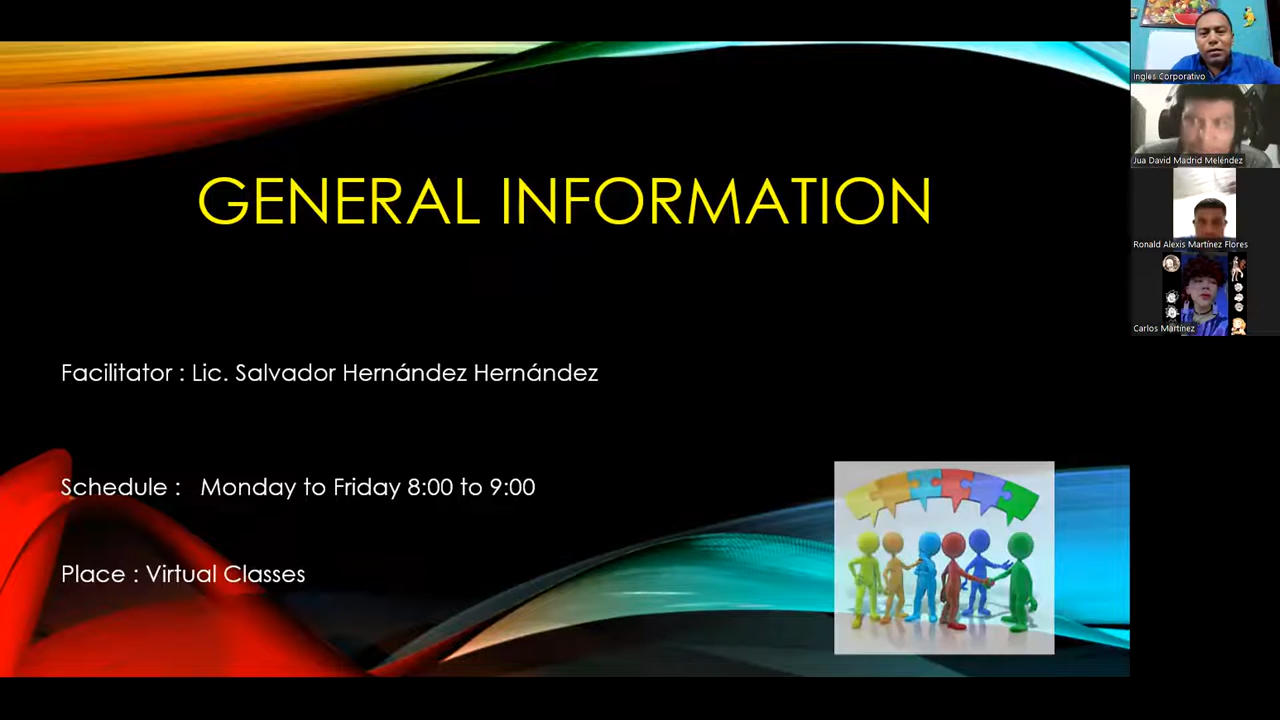 GENERAL INFORMATION
Facilitator : Lic. Salvador Hernández Hernández
Schedule : Monday to Friday 8:00 to 9:00
Place : Virtual Classes
Ingles Corporativo
Jua David Madrid Meléndez
Ronald Alexis Martínez Flores
Carlos Martínez